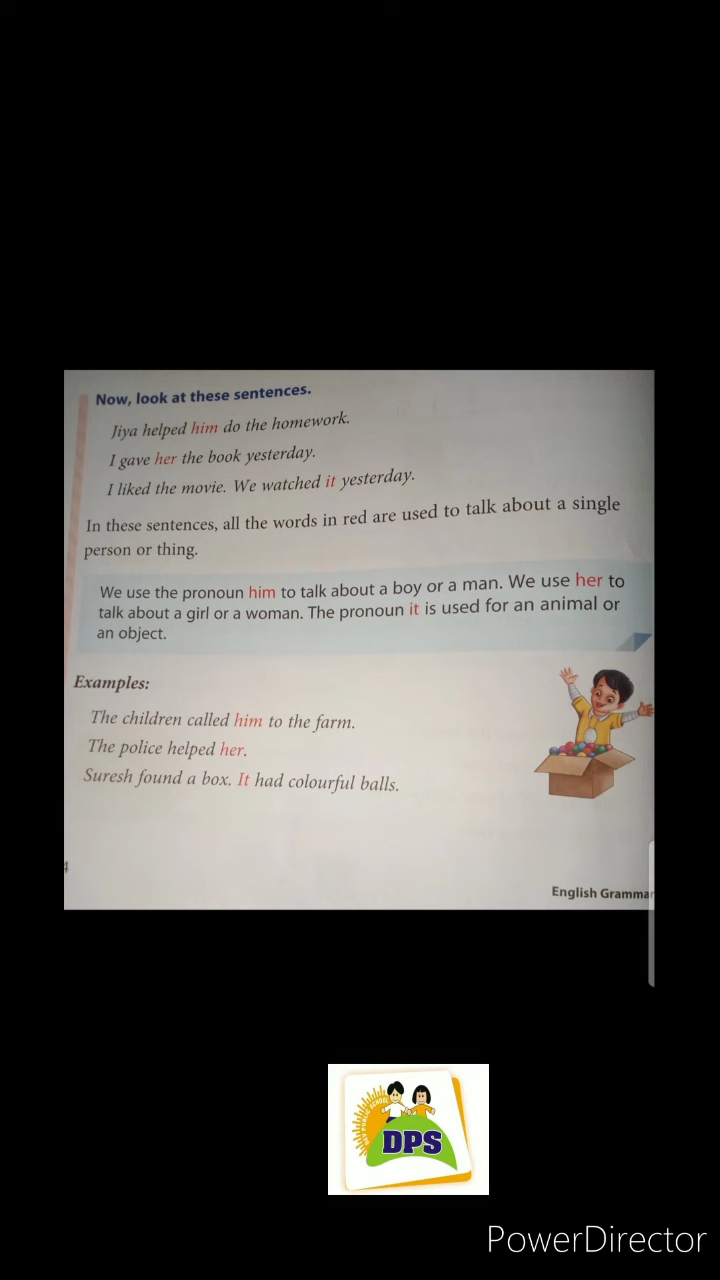 Now, look at these sentences.
Jiya helped him do the homework.
I gave her the book yesterday.
I liked the movie. We watched it yesterday.
In these sentences, all the words in red are used to talk about a single
person or thing.
We use the pronoun him to talk about a boy or a man. We use her to
talk about a girl or a woman. The pronoun it is used for an animal or
an object.
Examples:
The children called him to the farm.
The police helped her.
Suresh found a box. It had colourful balls.
4
English Grammar
DPS
PowerDirector